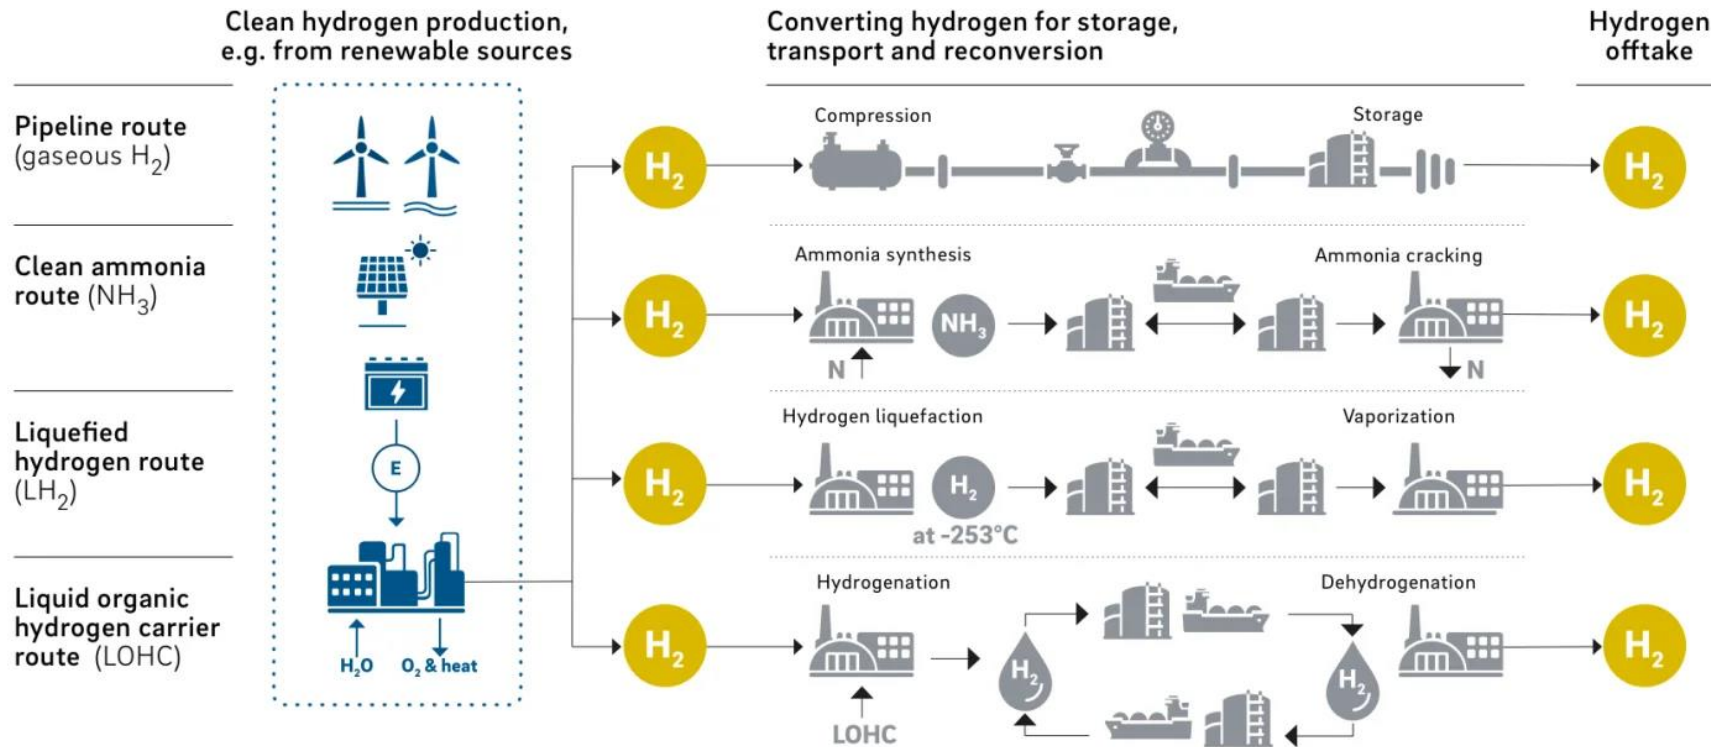 Clean hydrogen production,
e.g. from renewable sources
Converting hydrogen for storage,
transport and reconversion
Hydrogen
offtake
Pipeline route
(gaseous H₂)
H₂
Compression
Storage
H₂
Clean ammonia
route (NH₃)
H₂
Ammonia synthesis
NH₃
N
Ammonia cracking
N
H₂
Liquefied
hydrogen route
(LH₂)
E
H₂
Hydrogen liquefaction
H₂
at -253°C
Vaporization
H₂
Liquid organic
hydrogen carrier
route (LOHC)
H₂O
O₂ & heat
H₂
Hydrogenation
LOHC
H₂
Dehydrogenation
H₂
H₂